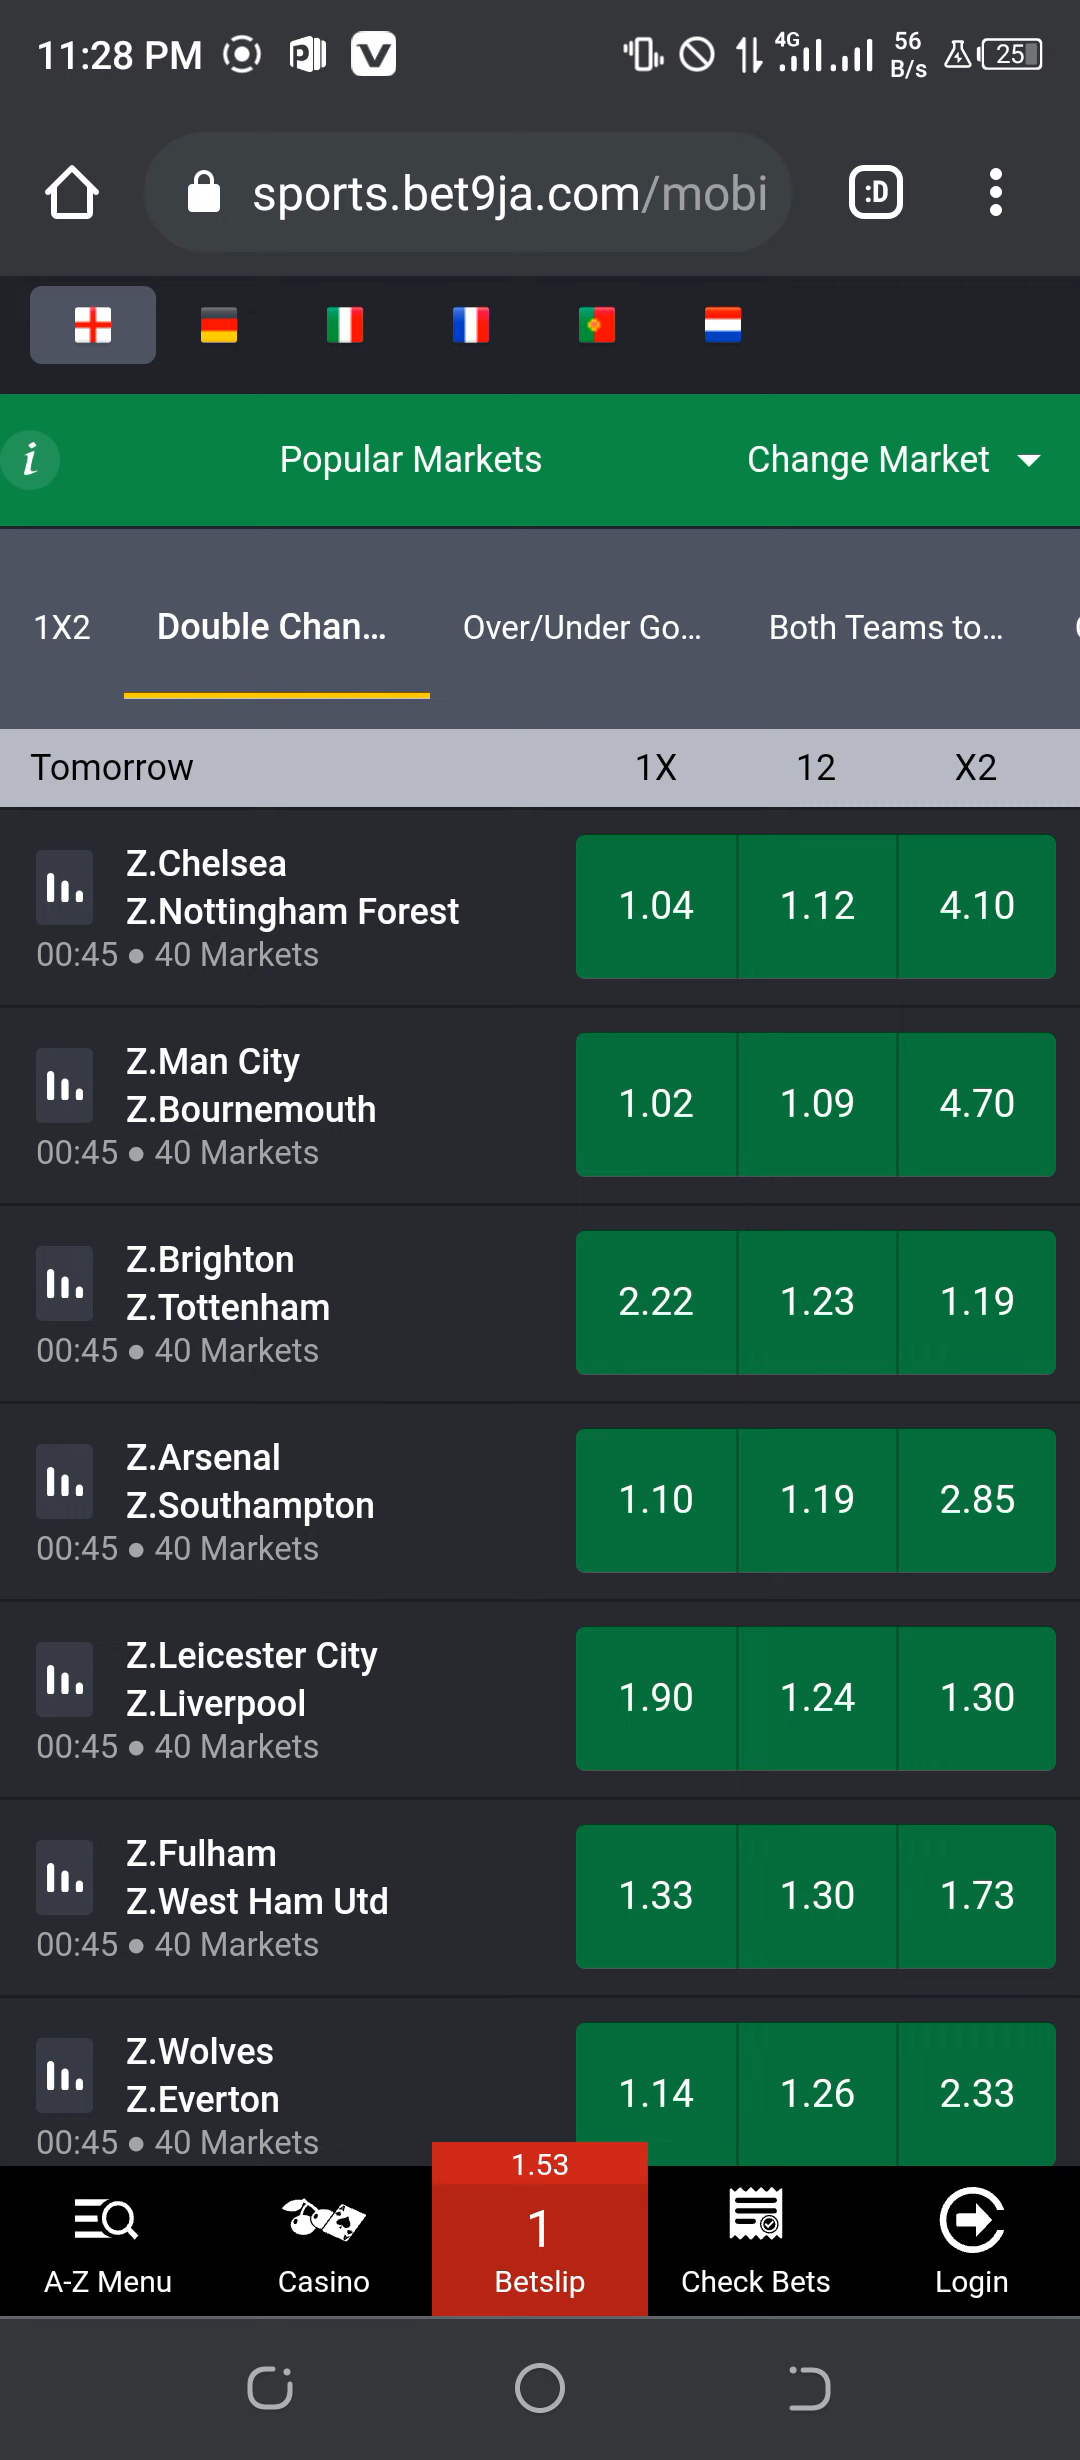 11:28 PM 4G 56 B/s 25
sports.bet9ja.com/mobi :D
i Popular Markets Change Market
1X2 Double Chan... Over/Under Go... Both Teams to...
Tomorrow 1X 12 X2
Z.Chelsea
Z.Nottingham Forest
00:45 ● 40 Markets
1.04 1.12 4.10
Z.Man City
Z.Bournemouth
00:45 ● 40 Markets
1.02 1.09 4.70
Z.Brighton
Z.Tottenham
00:45 ● 40 Markets
2.22 1.23 1.19
Z.Arsenal
Z.Southampton
00:45 ● 40 Markets
1.10 1.19 2.85
Z.Leicester City
Z.Liverpool
00:45 ● 40 Markets
1.90 1.24 1.30
Z.Fulham
Z.West Ham Utd
00:45 ● 40 Markets
1.33 1.30 1.73
Z.Wolves
Z.Everton
00:45 ● 40 Markets
1.14 1.26 2.33
1.53
1
A-Z Menu Casino Betslip Check Bets Login